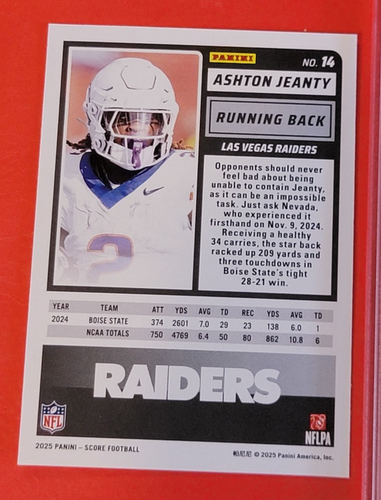 PANINI
NO. 14
ASHTON JEANTY
RUNNING BACK
LAS VEGAS RAIDERS
Opponents should never
feel bad about being
unable to contain Jeanty,
as it can be an impossible
task. Just ask Nevada,
who experienced it
firsthand on Nov. 9, 2024.
Receiving a healthy
34 carries, the star back
racked up 209 yards and
three touchdowns in
Boise State's tight
28-21 win.
2
YEAR TEAM ATT YDS AVG TD REC YDS AVG TD
2024 BOISE STATE 374 2601 7.0 29 23 138 6.0 1
NCAA TOTALS 750 4769 6.4 50 80 862 10.8 6
RAIDERS
NFL
NFLPA
2025 PANINI – SCORE FOOTBALL
© 2025 Panini America, Inc.